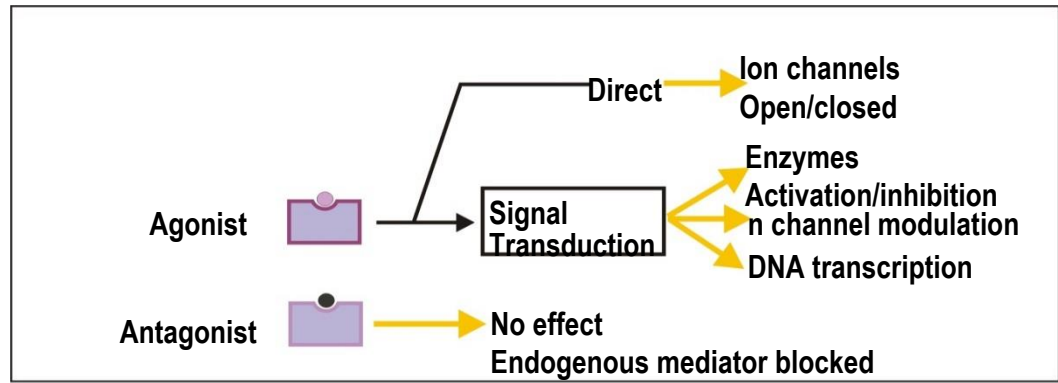 Direct
Ion channels
Open/closed
Agonist
Signal
Transduction
Enzymes
Activation/inhibition
n channel modulation
DNA transcription
Antagonist
No effect
Endogenous mediator blocked